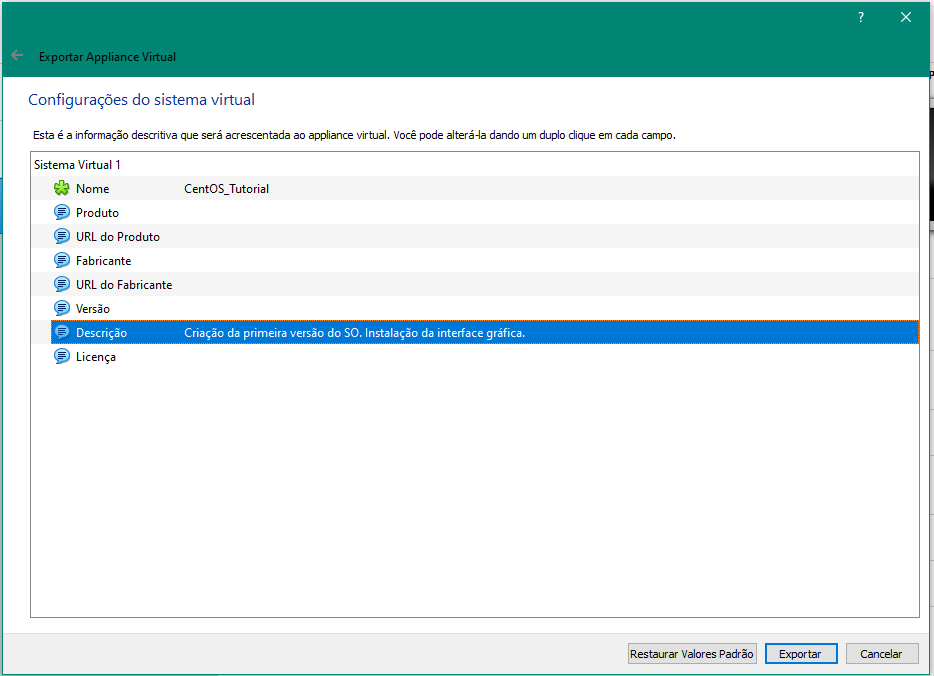 ?
Exportar Appliance Virtual
Configurações do sistema virtual
Esta é a informação descritiva que será acrescentada ao appliance virtual. Você pode alterá-la dando um duplo clique em cada campo.
Sistema Virtual 1
Nome CentOS_Tutorial
Produto
URL do Produto
Fabricante
URL do Fabricante
Versão
Descrição Criação da primeira versão do SO. Instalação da interface gráfica.
Licença
Restaurar Valores Padrão Exportar Cancelar